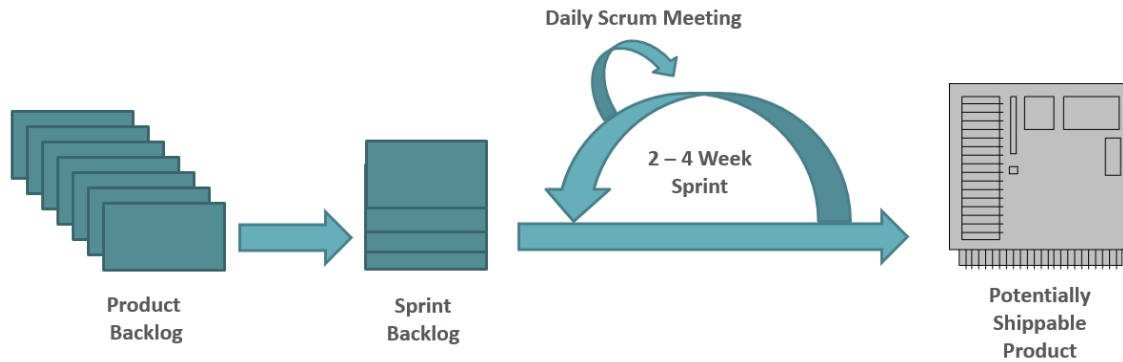 Daily Scrum Meeting
2 – 4 Week
Sprint
Product
Backlog
Sprint
Backlog
Potentially
Shippable
Product